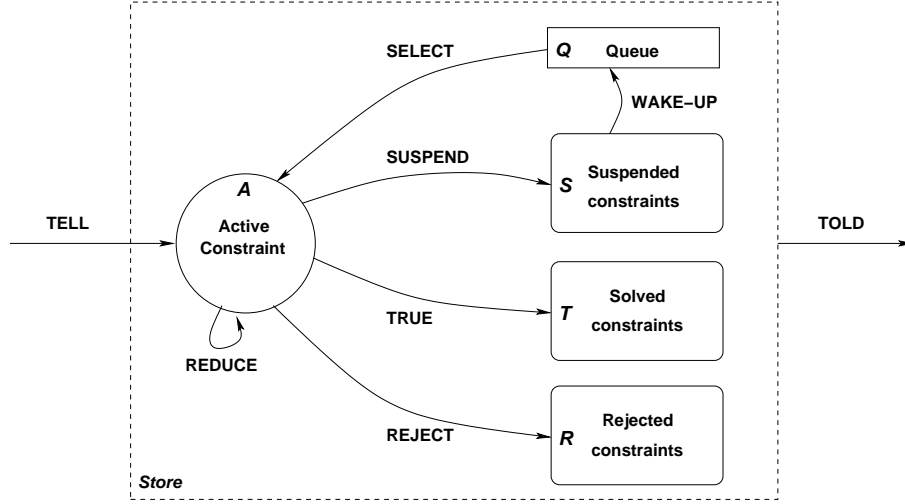 SELECT
Q Queue
WAKE–UP
SUSPEND
S Suspended
constraints
A
Active
Constraint
TELL
TOLD
T Solved
constraints
TRUE
REDUCE
R Rejected
constraints
REJECT
Store